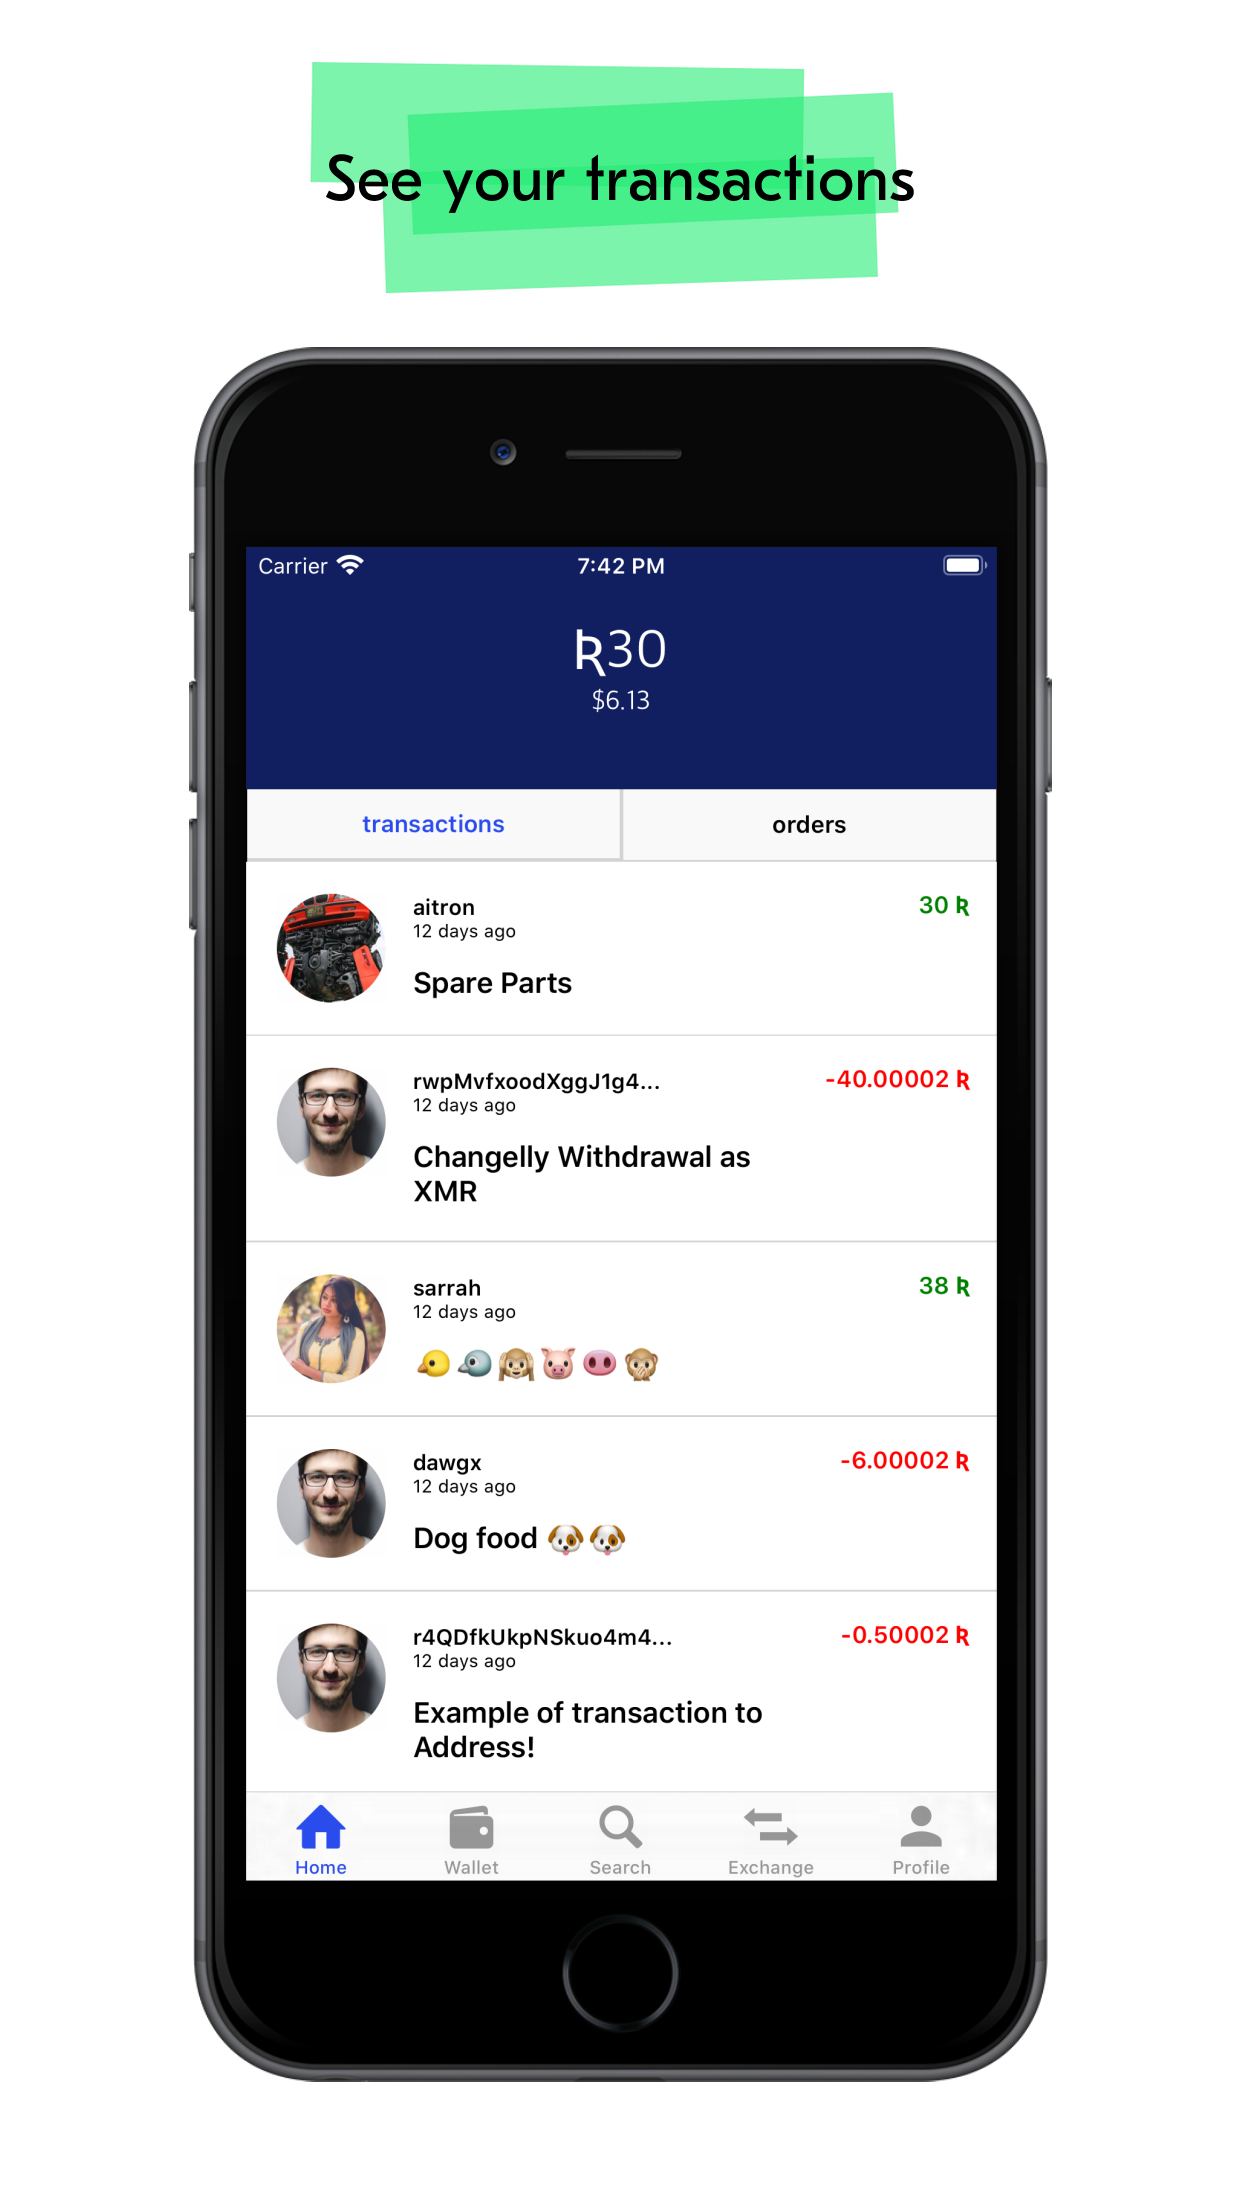 See your transactions
Carrier 7:42 PM
Ʀ30
$6.13
transactions orders
aitron 30 Ʀ
12 days ago
Spare Parts
rwpMvfxoodXggJ1g4... -40.00002 Ʀ
12 days ago
Changelly Withdrawal as
XMR
sarrah 38 Ʀ
12 days ago
🐤🐦🙉🐷🐽🙊
dawgx -6.00002 Ʀ
12 days ago
Dog food 🐶🐶
r4QDfkUkpNSkuo4m4... -0.50002 Ʀ
12 days ago
Example of transaction to
Address!
Home Wallet Search Exchange Profile